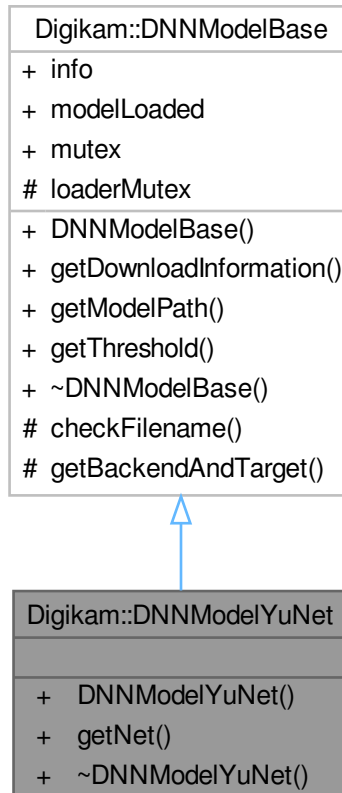 Digikam::DNNModelBase
+ info
+ modelLoaded
+ mutex
# loaderMutex
+ DNNModelBase()
+ getDownloadInformation()
+ getModelPath()
+ getThreshold()
+ ~DNNModelBase()
# checkFilename()
# getBackendAndTarget()
Digikam::DNNModelYuNet
+ DNNModelYuNet()
+ getNet()
+ ~DNNModelYuNet()